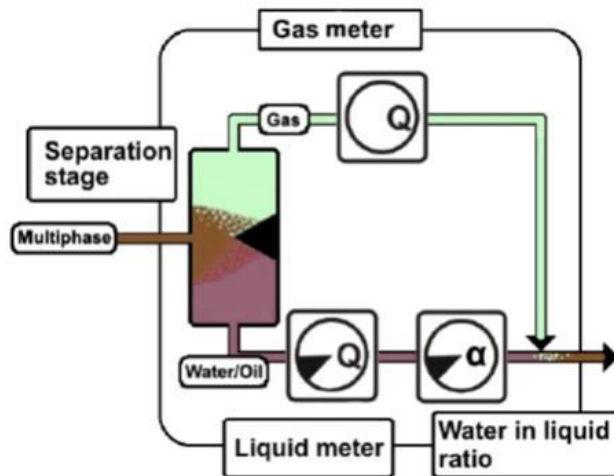 Gas meter
Gas
Q
Separation
stage
Multiphase
Water/Oil
Q
α
Liquid meter
Water in liquid
ratio